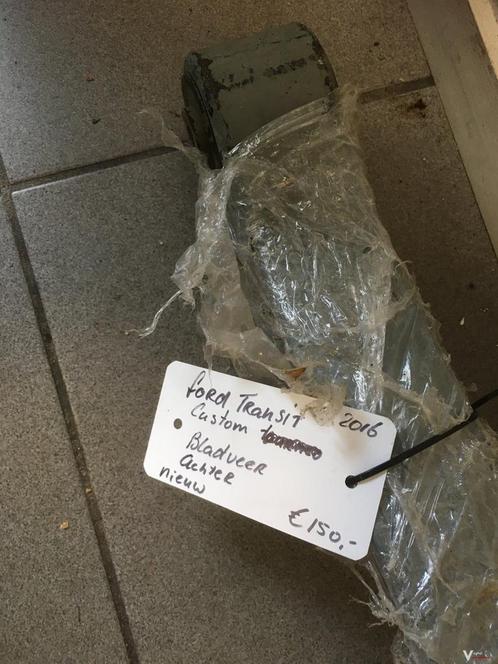 ford Transit 2016
Custom
Bladveer
achter
nieuw
€ 150,-